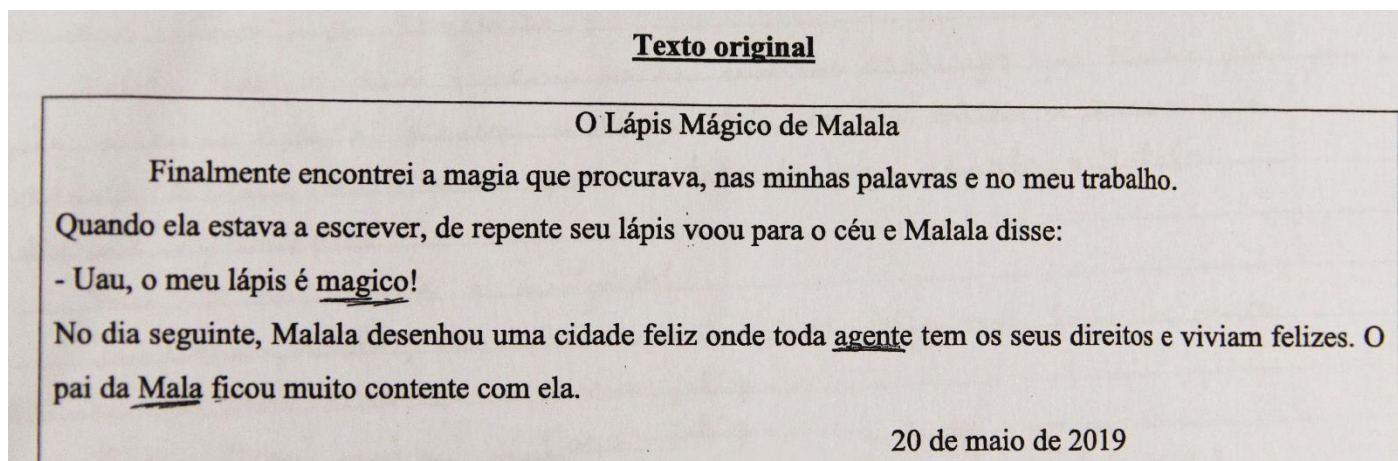 Texto original
O Lápis Mágico de Malala
Finalmente encontrei a magia que procurava, nas minhas palavras e no meu trabalho.
Quando ela estava a escrever, de repente seu lápis voou para o céu e Malala disse:
- Uau, o meu lápis é magico!
No dia seguinte, Malala desenhou uma cidade feliz onde toda agente tem os seus direitos e viviam felizes. O
pai da Mala ficou muito contente com ela.
20 de maio de 2019